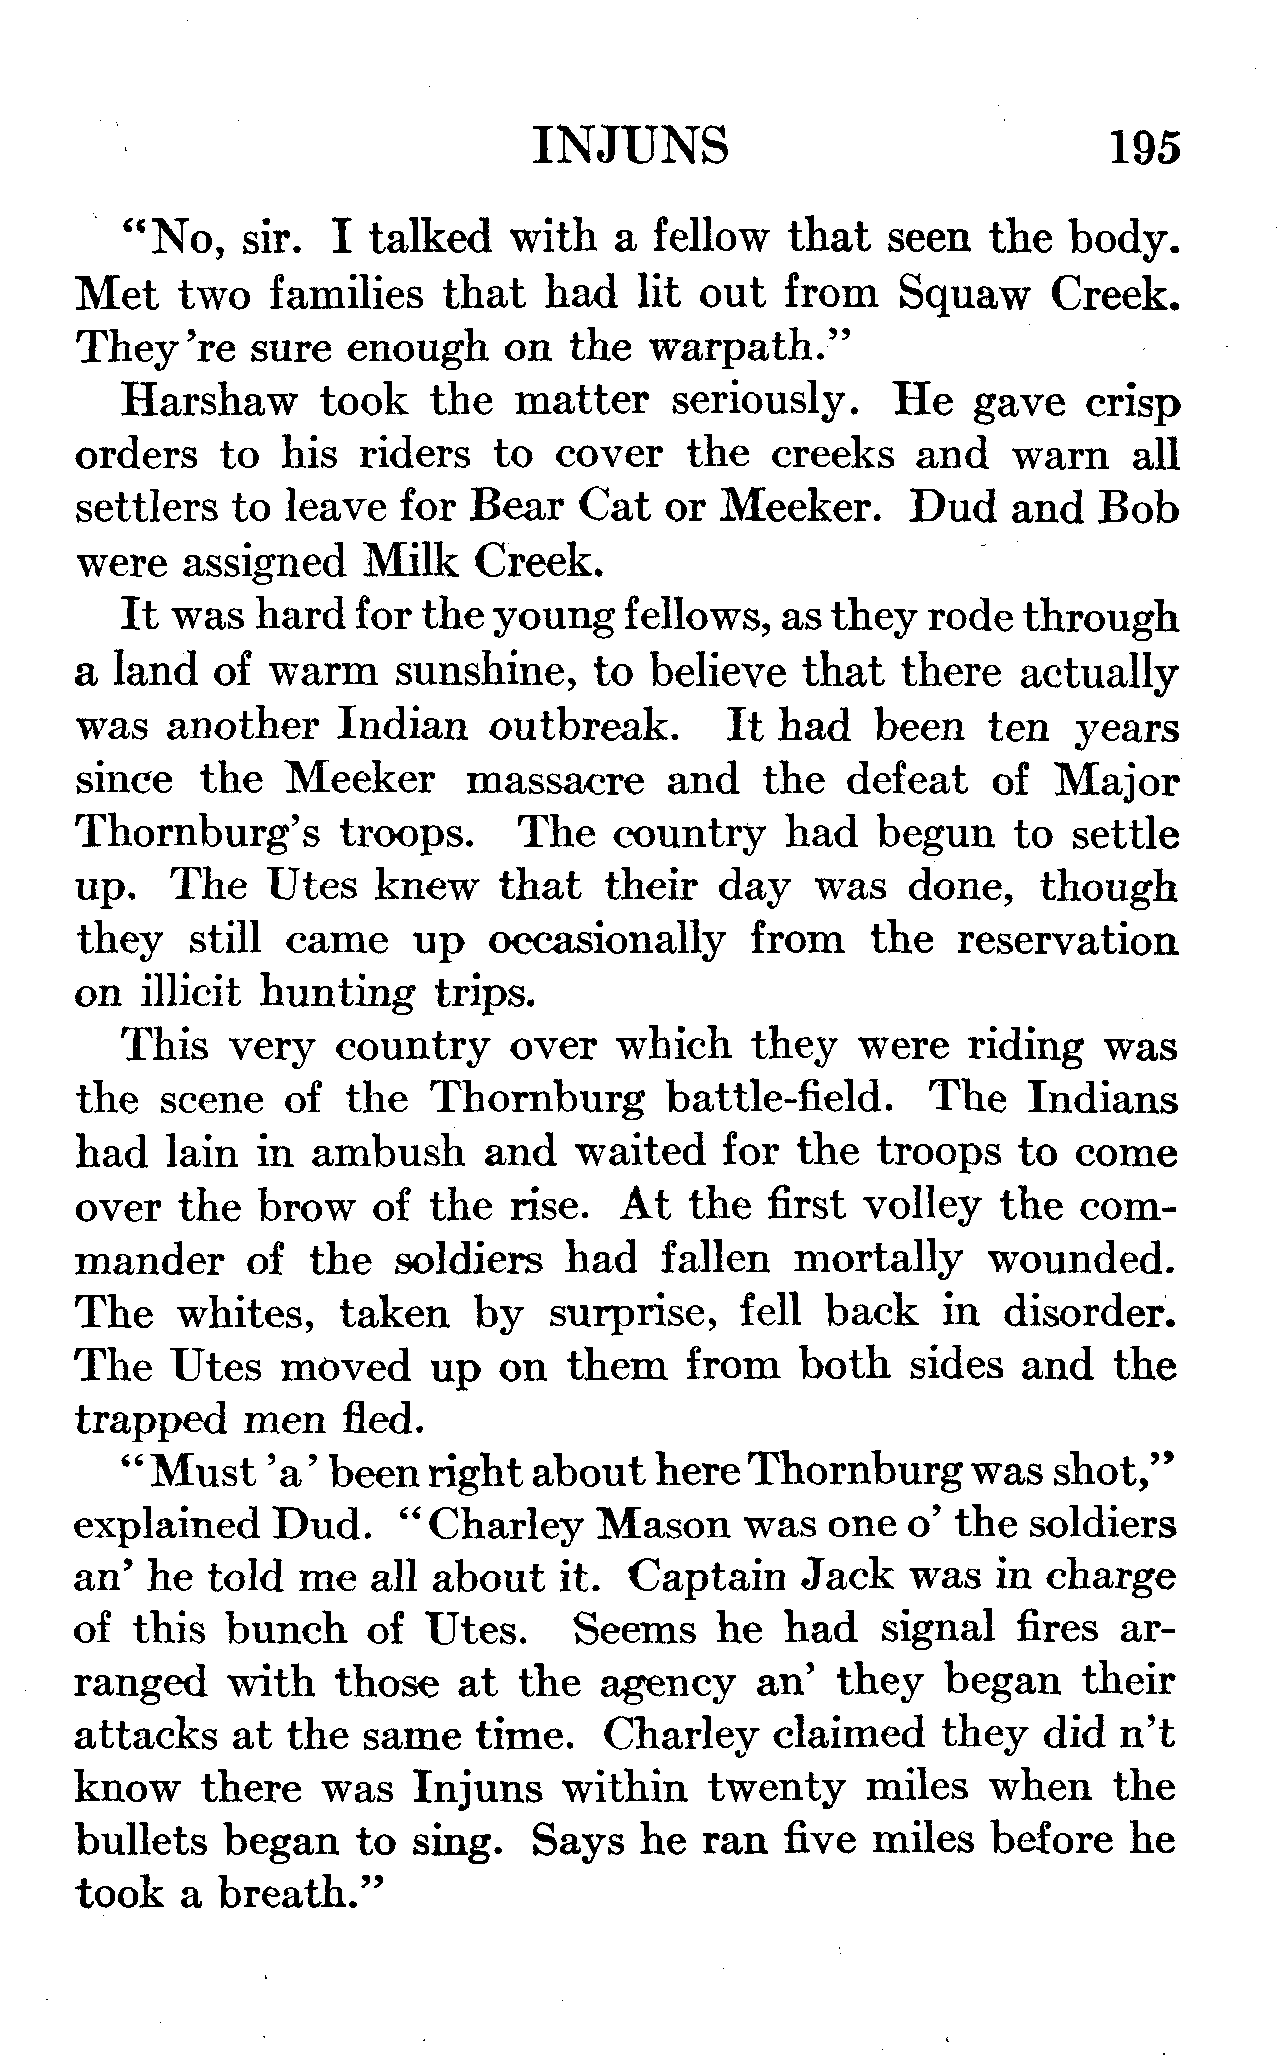 INJUNS 195
"No, sir. I talked with a fellow that seen the body.
Met two families that had lit out from Squaw Creek.
They 're sure enough on the warpath."
Harshaw took the matter seriously. He gave crisp
orders to his riders to cover the creeks and warn all
settlers to leave for Bear Cat or Meeker. Dud and Bob
were assigned Milk Creek.
It was hard for the young fellows, as they rode through
a land of warm sunshine, to believe that there actually
was another Indian outbreak. It had been ten years
since the Meeker massacre and the defeat of Major
Thornburg's troops. The country had begun to settle
up. The Utes knew that their day was done, though
they still came up occasionally from the reservation
on illicit hunting trips.
This very country over which they were riding was
the scene of the Thornburg battle-field. The Indians
had lain in ambush and waited for the troops to come
over the brow of the rise. At the first volley the com-
mander of the soldiers had fallen mortally wounded.
The whites, taken by surprise, fell back in disorder.
The Utes moved up on them from both sides and the
trapped men fled.
"Must 'a' been right about here Thornburg was shot,"
explained Dud. "Charley Mason was one o' the soldiers
an' he told me all about it. Captain Jack was in charge
of this bunch of Utes. Seems he had signal fires ar-
ranged with those at the agency an' they began their
attacks at the same time. Charley claimed they did n't
know there was Injuns within twenty miles when the
bullets began to sing. Says he ran five miles before he
took a breath."